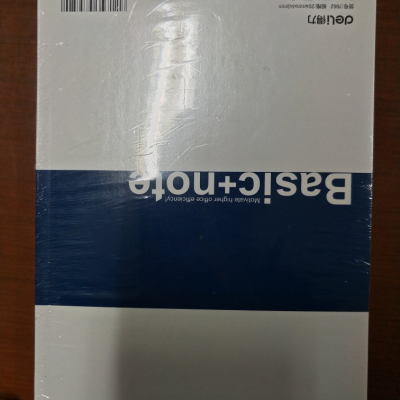 Basic+note
Motivate higher office efficiency!
deli得力